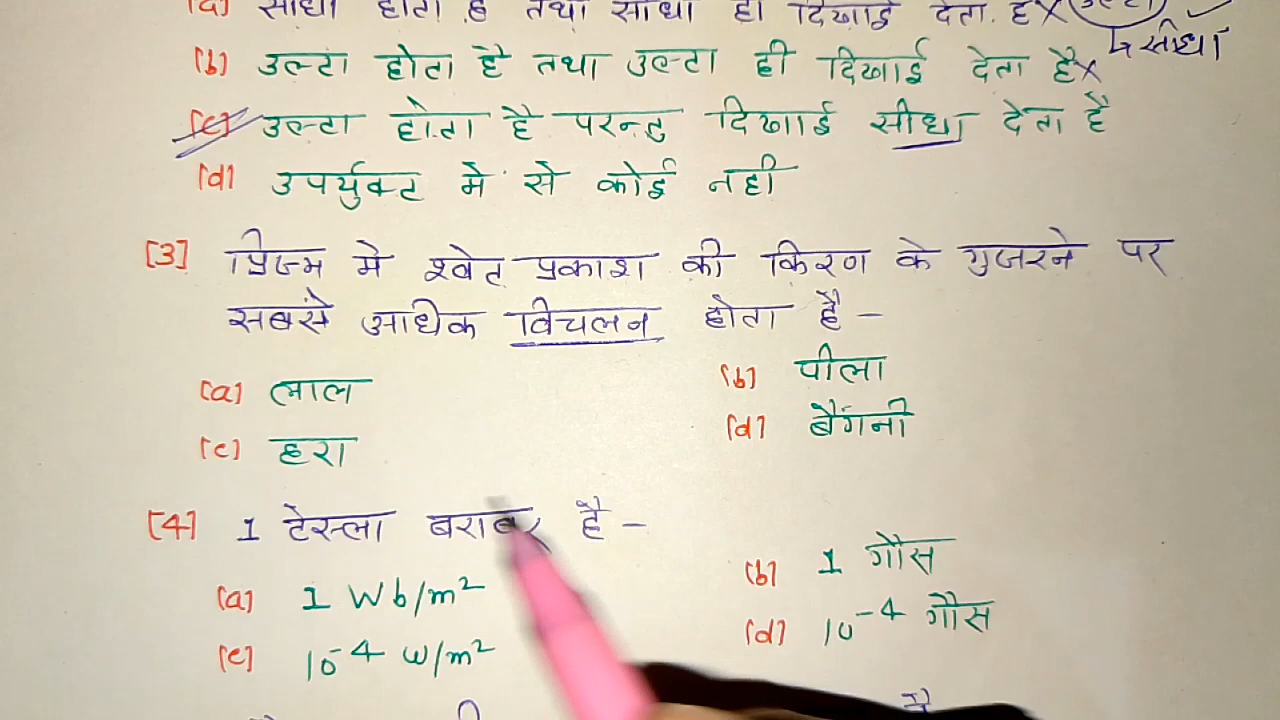 (a) सीधा होता है तथा सीधा ही दिखाई देता है ×
↳ सीधा
(b) उल्टा होता है तथा उल्टा ही दिखाई देता है ×
(c) उल्टा होता है परन्तु दिखाई सीधा देता है
(d) उपर्युक्ट मे से कोई नही
[3] प्रिज्म मे श्वेत प्रकाश की किरण के गुजरने पर
सबसे अधिक विचलन होता है –
(a) लाल (b) पीला
(c) हरा (d) बैंगनी
[4] 1 टेस्ला बराबर है –
(a) 1 Wb/m² (b) 1 गौस
(c) 10⁻⁴ w/m² (d) 10⁻⁴ गौस